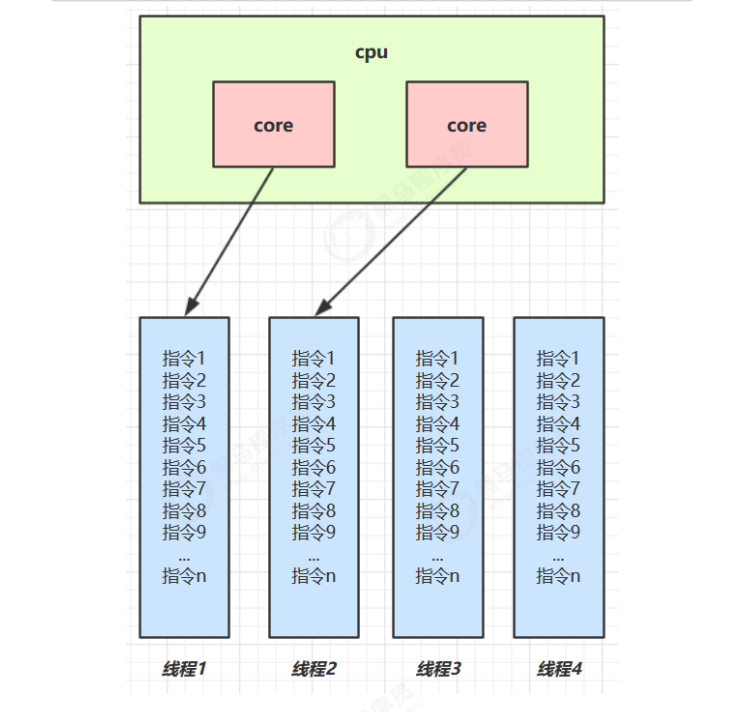 cpu
core core
指令1 指令1 指令1 指令1
指令2 指令2 指令2 指令2
指令3 指令3 指令3 指令3
指令4 指令4 指令4 指令4
指令5 指令5 指令5 指令5
指令6 指令6 指令6 指令6
指令7 指令7 指令7 指令7
指令8 指令8 指令8 指令8
指令9 指令9 指令9 指令9
... ... ... ...
指令n 指令n 指令n 指令n
线程1 线程2 线程3 线程4